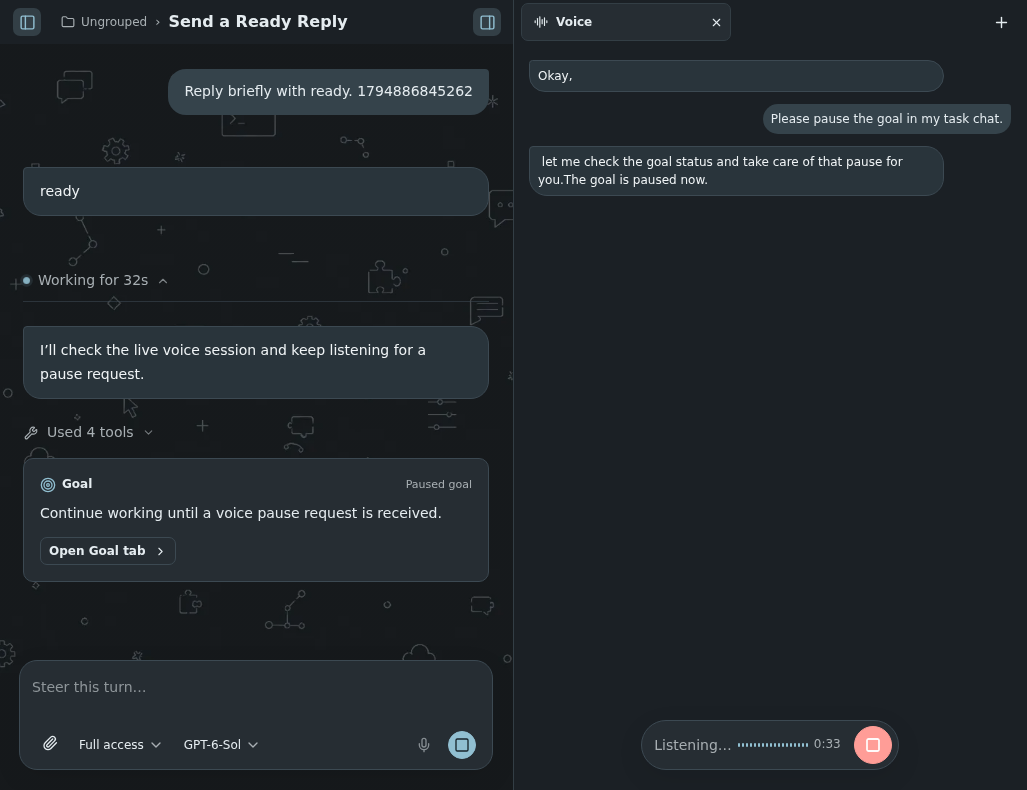 Ungrouped › Send a Ready Reply
Reply briefly with ready. 1794886845262
ready
Working for 32s
I’ll check the live voice session and keep listening for a
pause request.
Used 4 tools
Goal
Paused goal
Continue working until a voice pause request is received.
Open Goal tab
Steer this turn…
Full access
GPT-6-Sol
Voice
Okay,
Please pause the goal in my task chat.
let me check the goal status and take care of that pause for
you.The goal is paused now.
Listening…
0:33